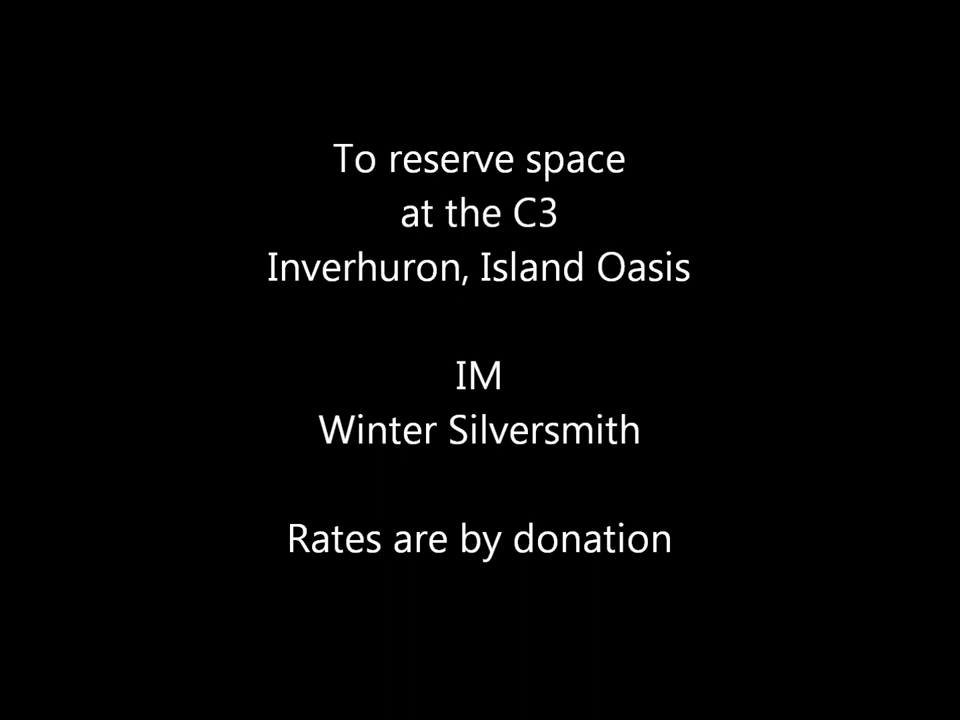 To reserve space
at the C3
Inverhuron, Island Oasis
IM
Winter Silversmith
Rates are by donation